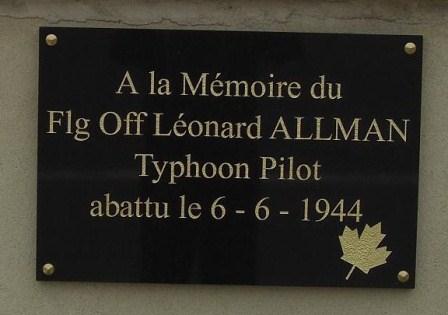 A la Mémoire du
Flg Off Léonard ALLMAN
Typhoon Pilot
abattu le 6 - 6 - 1944